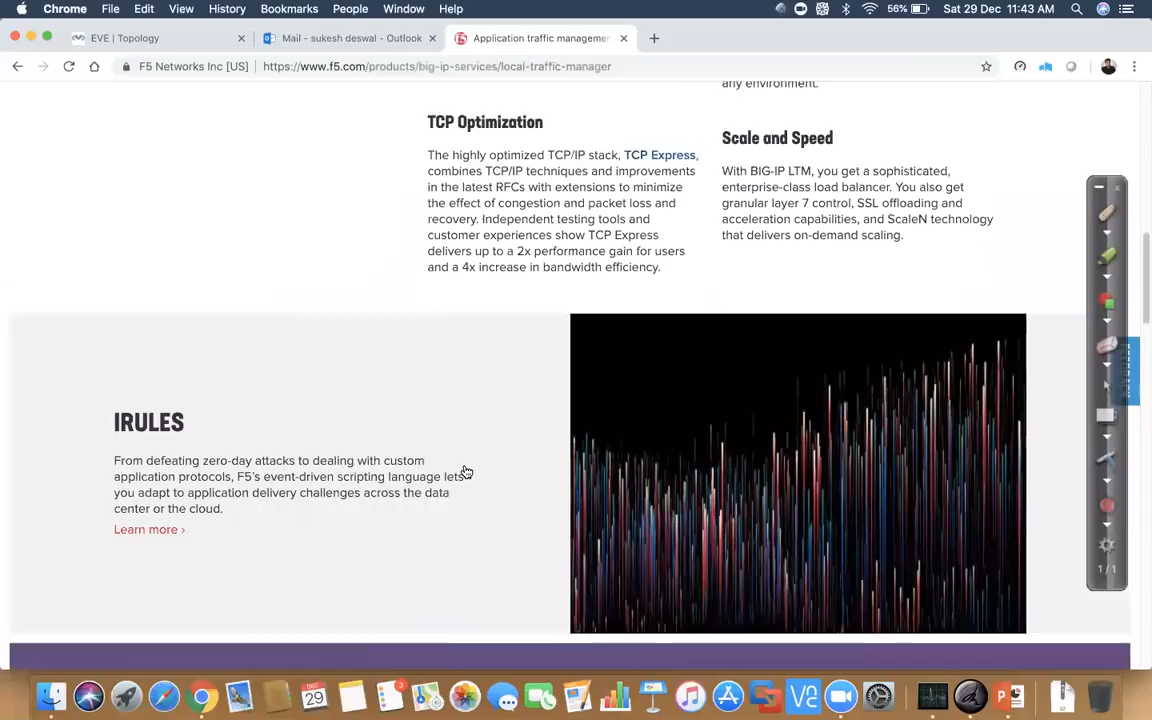 Chrome File Edit View History Bookmarks People Window Help
56% Sat 29 Dec 11:43 AM
EVE | Topology
Mail - sukesh deswal - Outlook
Application traffic manageme
F5 Networks Inc [US] https://www.f5.com/products/big-ip-services/local-traffic-manager
any environment.
TCP Optimization
The highly optimized TCP/IP stack, TCP Express,
combines TCP/IP techniques and improvements
in the latest RFCs with extensions to minimize
the effect of congestion and packet loss and
recovery. Independent testing tools and
customer experiences show TCP Express
delivers up to a 2x performance gain for users
and a 4x increase in bandwidth efficiency.
Scale and Speed
With BIG-IP LTM, you get a sophisticated,
enterprise-class load balancer. You also get
granular layer 7 control, SSL offloading and
acceleration capabilities, and ScaleN technology
that delivers on-demand scaling.
IRULES
From defeating zero-day attacks to dealing with custom
application protocols, F5's event-driven scripting language lets
you adapt to application delivery challenges across the data
center or the cloud.
Learn more ›
1/1
DEC
29
3